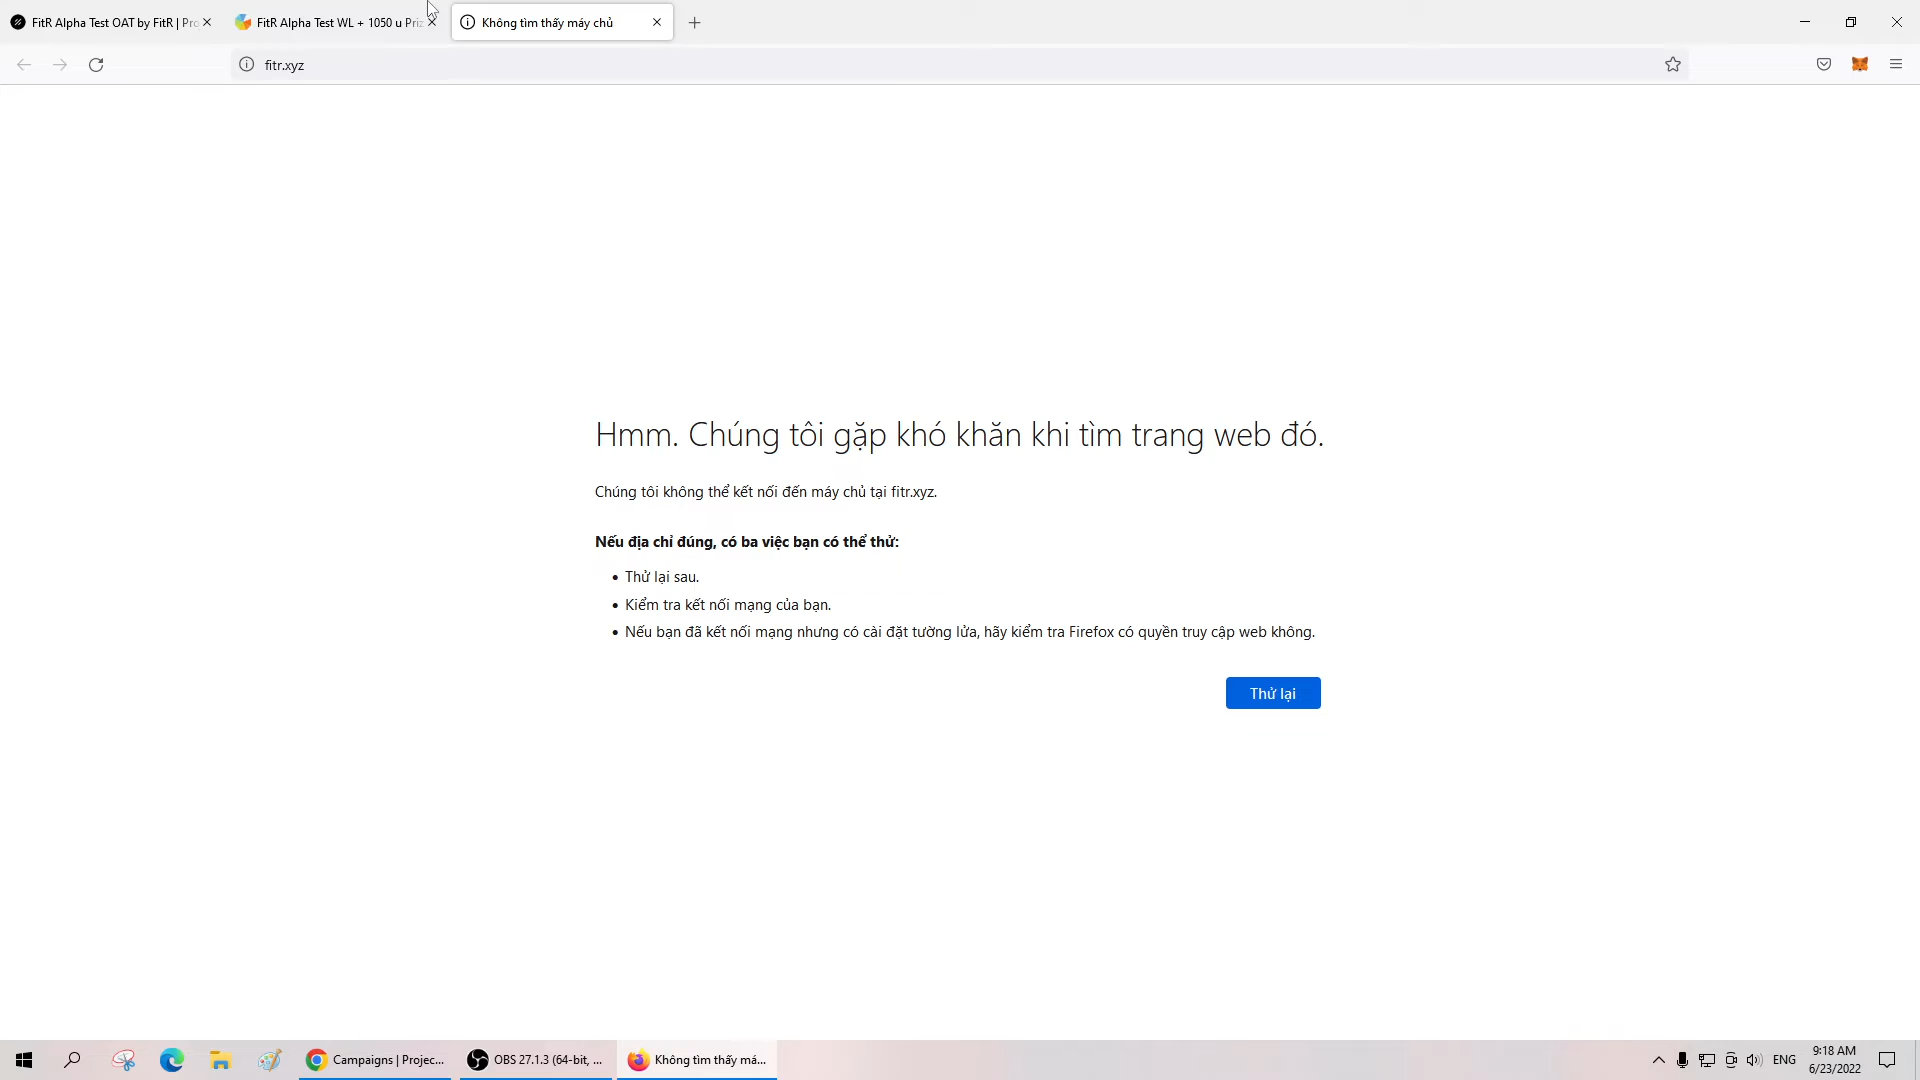 FitR Alpha Test OAT by FitR | Pro
FitR Alpha Test WL + 1050 u Priz
Không tìm thấy máy chủ
fitr.xyz
Hmm. Chúng tôi gặp khó khăn khi tìm trang web đó.
Chúng tôi không thể kết nối đến máy chủ tại fitr.xyz.
Nếu địa chỉ đúng, có ba việc bạn có thể thử:
• Thử lại sau.
• Kiểm tra kết nối mạng của bạn.
• Nếu bạn đã kết nối mạng nhưng có cài đặt tường lửa, hãy kiểm tra Firefox có quyền truy cập web không.
Thử lại
Campaigns | Projec...
OBS 27.1.3 (64-bit, ...
Không tìm thấy má...
ENG
9:18 AM
6/23/2022